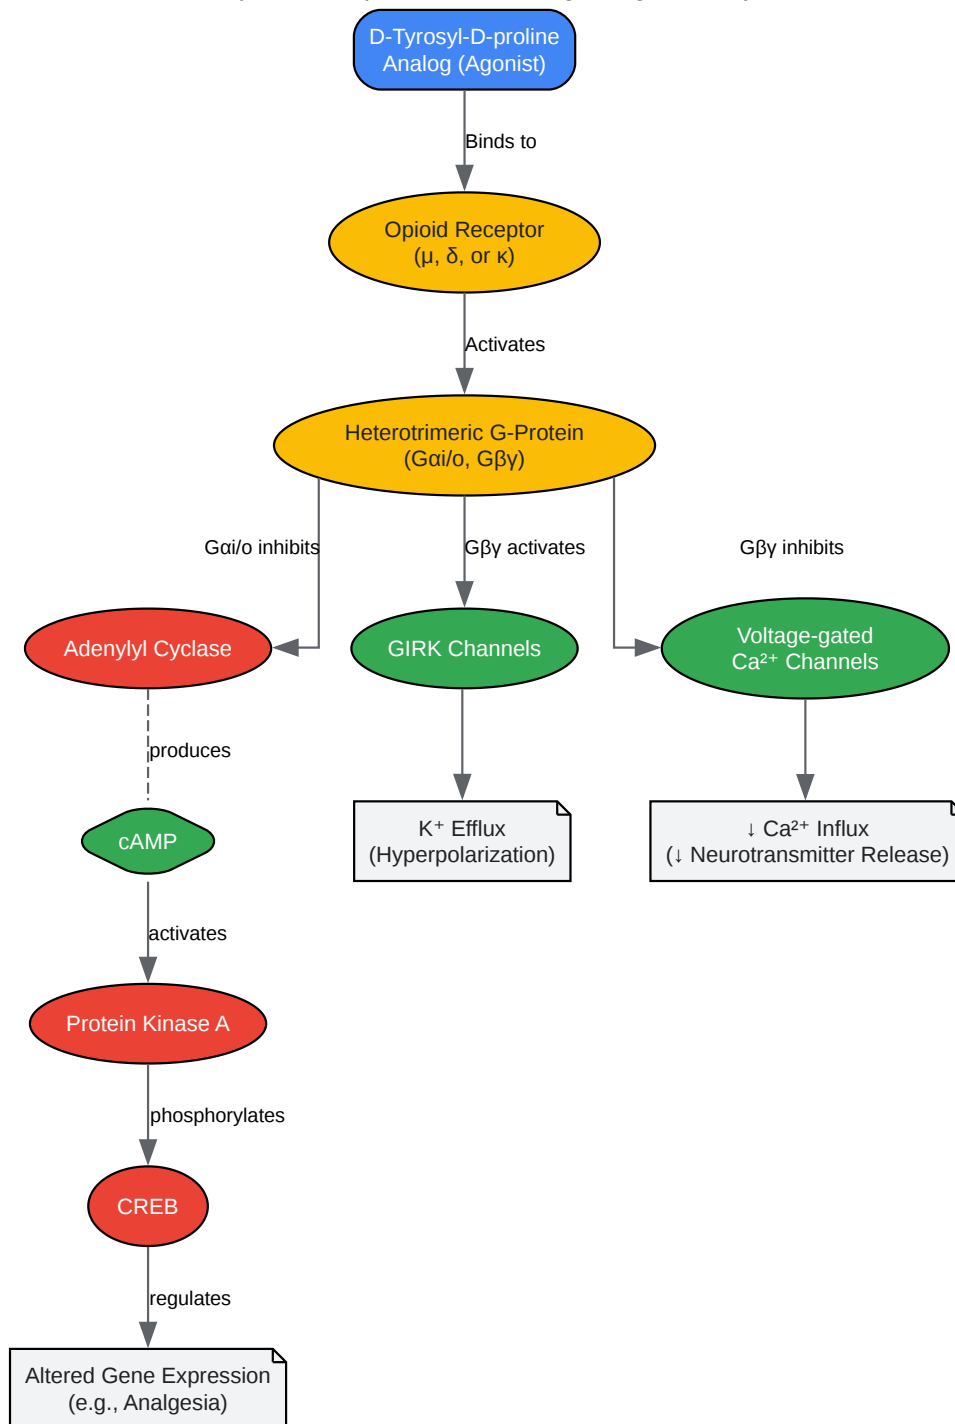 D-Tyrosyl-D-proline
Analog (Agonist)
Binds to
Opioid Receptor
(μ, δ, or κ)
Activates
Heterotrimeric G-Protein
(Gαi/o, Gβγ)
Gαi/o inhibits
Gβγ activates
Gβγ inhibits
Adenylyl Cyclase
GIRK Channels
Voltage-gated
Ca²⁺ Channels
produces
cAMP
K⁺ Efflux
(Hyperpolarization)
↓ Ca²⁺ Influx
(↓ Neurotransmitter Release)
activates
Protein Kinase A
phosphorylates
CREB
regulates
Altered Gene Expression
(e.g., Analgesia)